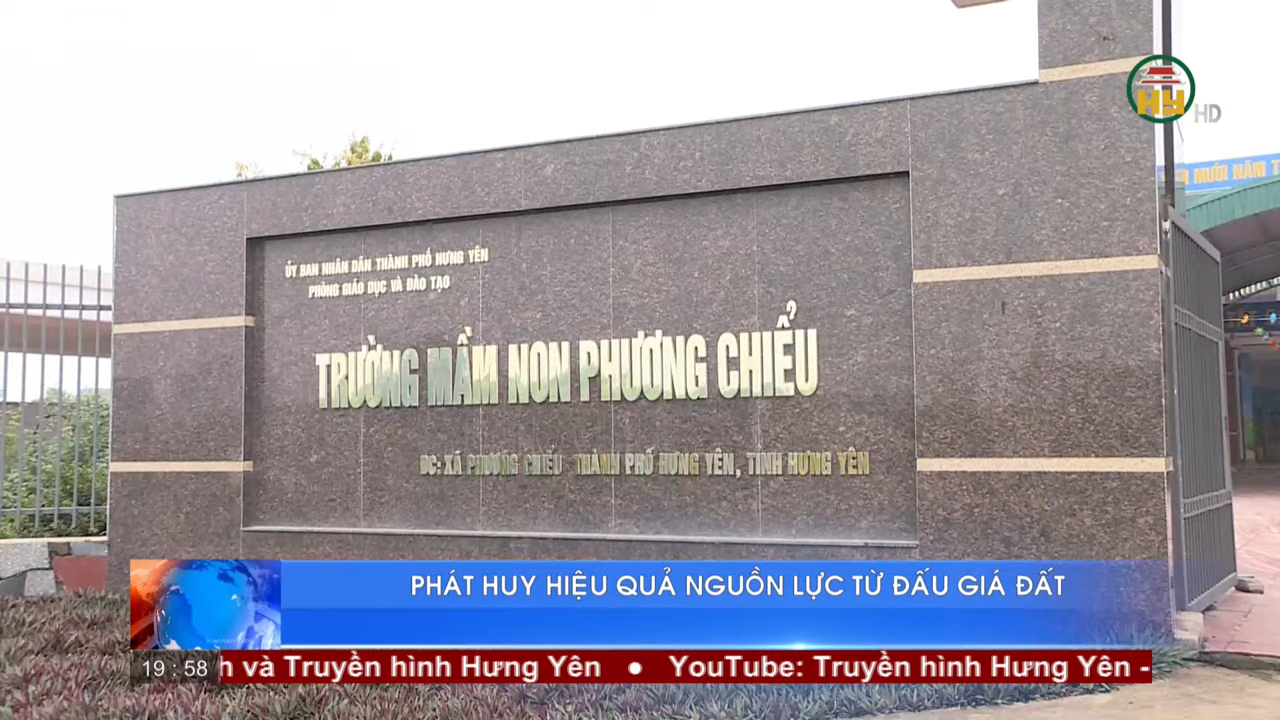 HY HD
MƯỜI NĂM T
ỦY BAN NHÂN DÂN THÀNH PHỐ HƯNG YÊN
PHÒNG GIÁO DỤC VÀ ĐÀO TẠO
TRƯỜNG MẦM NON PHƯƠNG CHIỂU
ĐC: XÃ PHƯƠNG CHIỂU THÀNH PHỐ HƯNG YÊN, TỈNH HƯNG YÊN
PHÁT HUY HIỆU QUẢ NGUỒN LỰC TỪ ĐẤU GIÁ ĐẤT
19 : 58 h và Truyền hình Hưng Yên • YouTube: Truyền hình Hưng Yên -